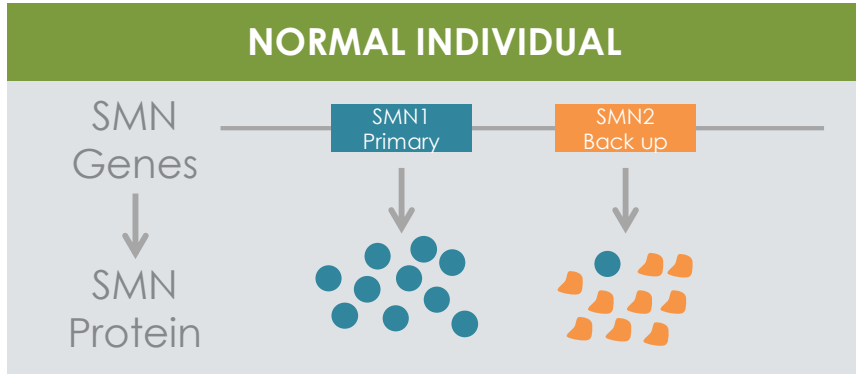 NORMAL INDIVIDUAL
SMN
Genes
SMN1
Primary
SMN2
Back up
SMN
Protein